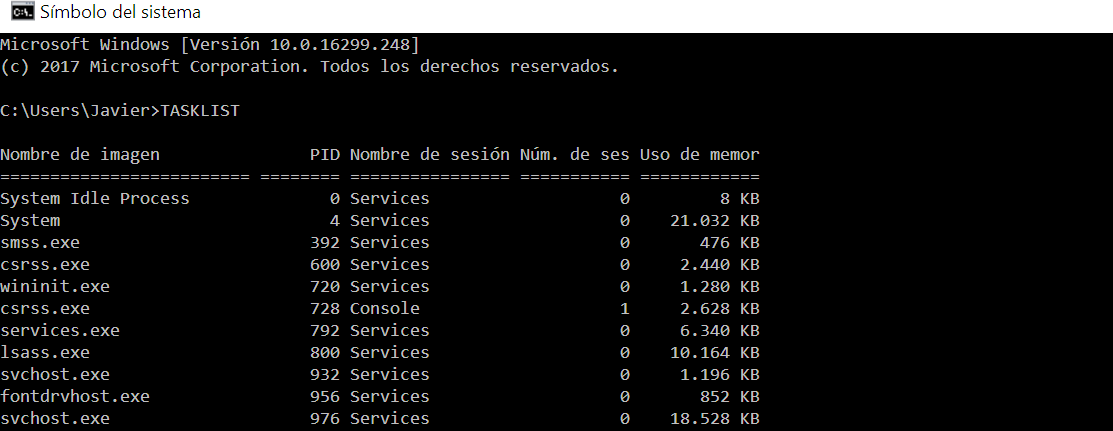 Símbolo del sistema
Microsoft Windows [Versión 10.0.16299.248]
(c) 2017 Microsoft Corporation. Todos los derechos reservados.
C:\Users\Javier>TASKLIST
Nombre de imagen               PID Nombre de sesión Núm. de ses Uso de memor
========================= ======== ================ =========== ============
System Idle Process              0 Services                   0         8 KB
System                           4 Services                   0    21.032 KB
smss.exe                       392 Services                   0       476 KB
csrss.exe                      600 Services                   0     2.440 KB
wininit.exe                    720 Services                   0     1.280 KB
csrss.exe                      728 Console                    1     2.628 KB
services.exe                   792 Services                   0     6.340 KB
lsass.exe                      800 Services                   0    10.164 KB
svchost.exe                    932 Services                   0     1.196 KB
fontdrvhost.exe                956 Services                   0       852 KB
svchost.exe                    976 Services                   0    18.528 KB